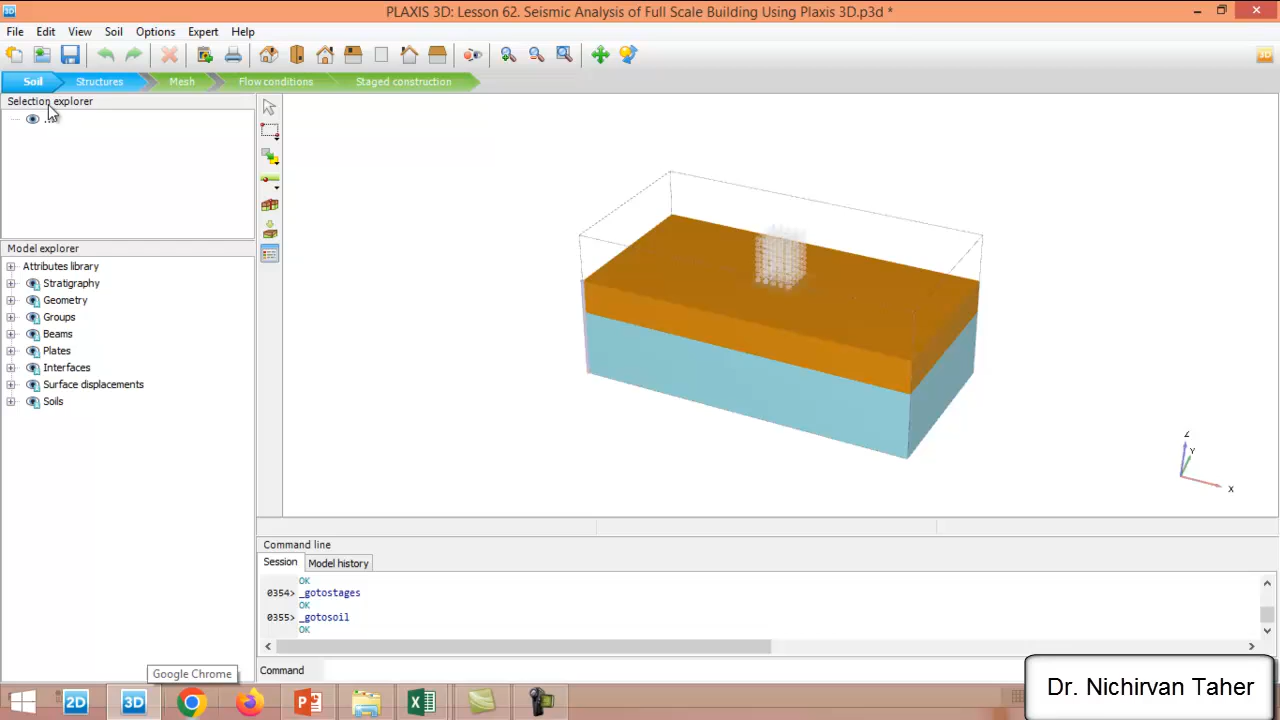 PLAXIS 3D: Lesson 62. Seismic Analysis of Full Scale Building Using Plaxis 3D.p3d *
File Edit View Soil Options Expert Help
Soil Structures Mesh Flow conditions Staged construction
Selection explorer
Model explorer
Attributes library
Stratigraphy
Geometry
Groups
Beams
Plates
Interfaces
Surface displacements
Soils
Z
Y
X
Command line
Session Model history
OK
0354> _gotostages
OK
0355> _gotosoil
OK
Command
Google Chrome
2D 3D
Dr. Nichirvan Taher